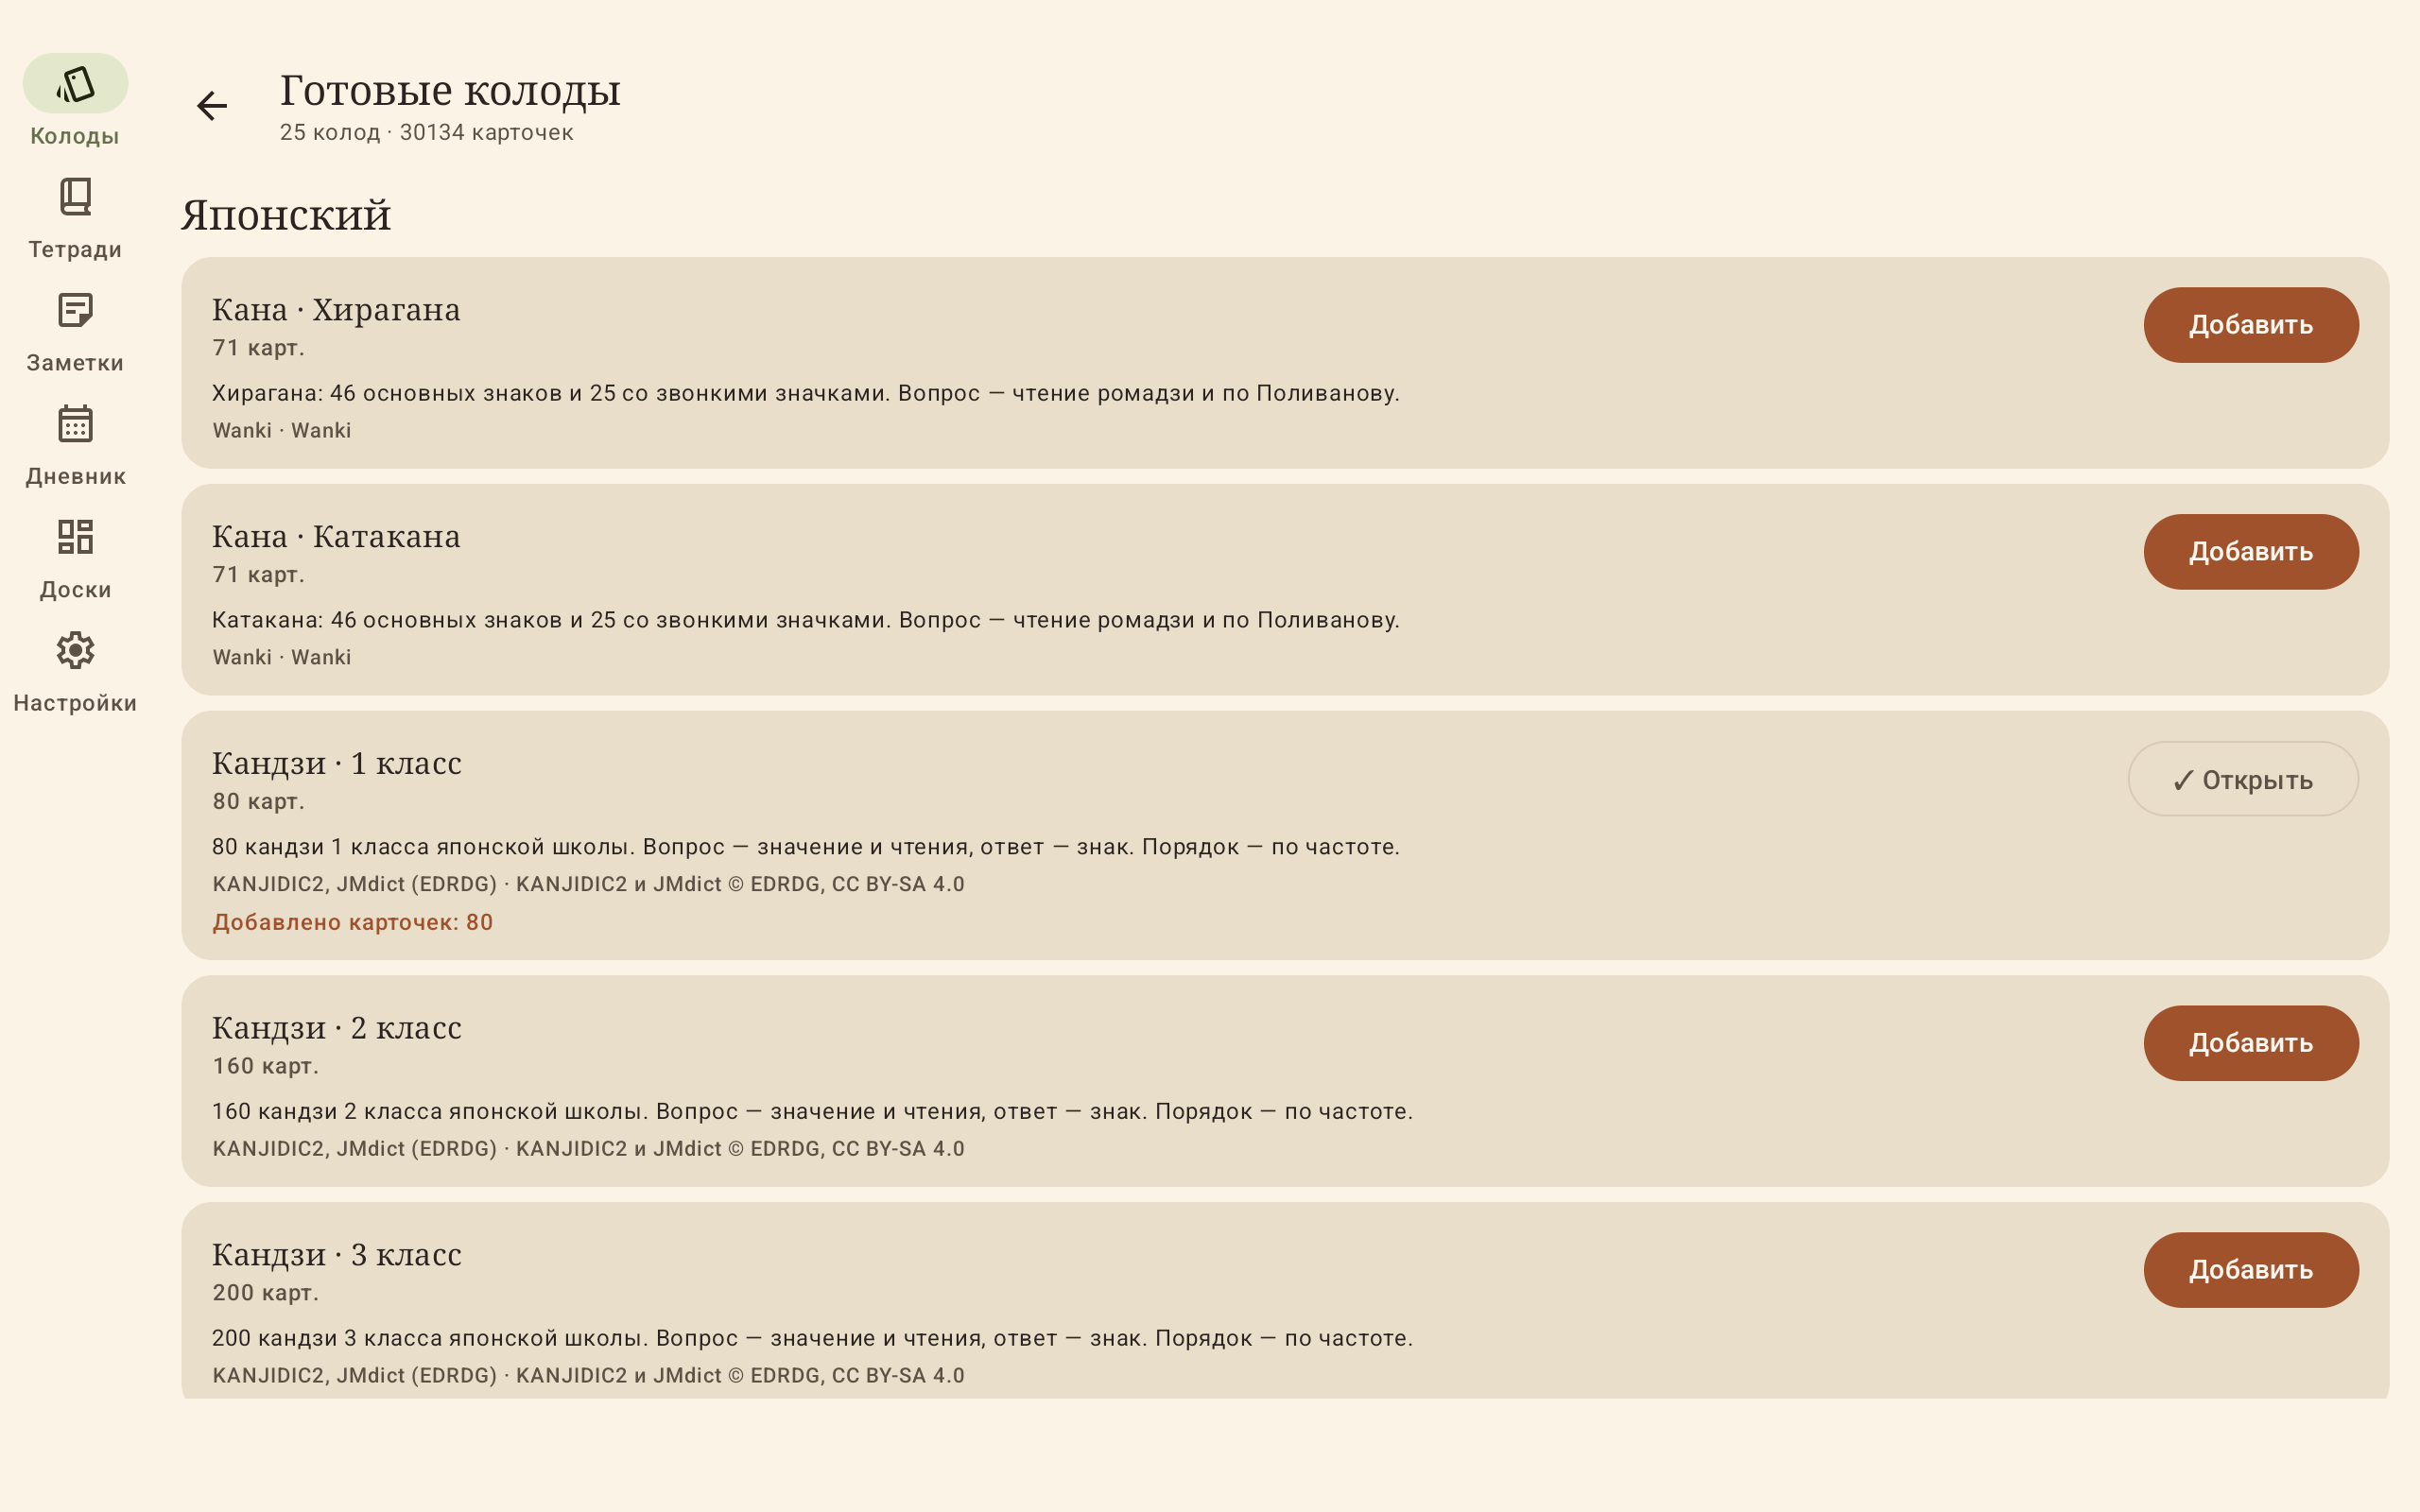 Колоды
Тетради
Заметки
Дневник
Доски
Настройки
Готовые колоды
25 колод · 30134 карточек
Японский
Кана · Хирагана
71 карт.
Хирагана: 46 основных знаков и 25 со звонкими значками. Вопрос — чтение ромадзи и по Поливанову.
Wanki · Wanki
Добавить
Кана · Катакана
71 карт.
Катакана: 46 основных знаков и 25 со звонкими значками. Вопрос — чтение ромадзи и по Поливанову.
Wanki · Wanki
Добавить
Кандзи · 1 класс
80 карт.
80 кандзи 1 класса японской школы. Вопрос — значение и чтения, ответ — знак. Порядок — по частоте.
KANJIDIC2, JMdict (EDRDG) · KANJIDIC2 и JMdict © EDRDG, CC BY-SA 4.0
Добавлено карточек: 80
✓ Открыть
Кандзи · 2 класс
160 карт.
160 кандзи 2 класса японской школы. Вопрос — значение и чтения, ответ — знак. Порядок — по частоте.
KANJIDIC2, JMdict (EDRDG) · KANJIDIC2 и JMdict © EDRDG, CC BY-SA 4.0
Добавить
Кандзи · 3 класс
200 карт.
200 кандзи 3 класса японской школы. Вопрос — значение и чтения, ответ — знак. Порядок — по частоте.
KANJIDIC2, JMdict (EDRDG) · KANJIDIC2 и JMdict © EDRDG, CC BY-SA 4.0
Добавить